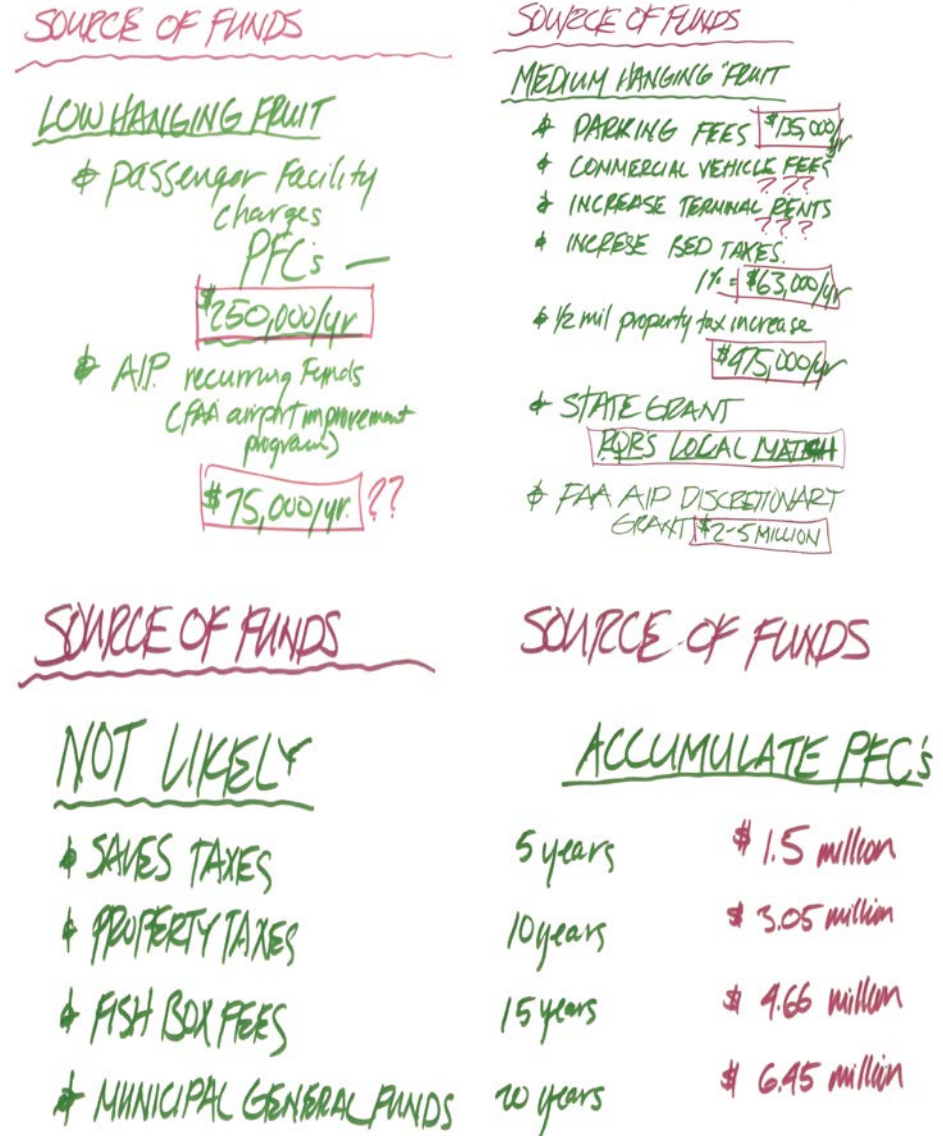 SOURCE OF FUNDS
LOW HANGING FRUIT
$ Passenger Facility
Charges
PFC's —
$250,000/yr
$ A.I.P. recurring Funds
(FAA airport improvement
program)
$75,000/yr. ??
SOURCE OF FUNDS
MEDIUM HANGING FRUIT
$ PARKING FEES $135,000/
yr
$ COMMERCIAL VEHICLE FEES
???
$ INCREASE TERMINAL RENTS
???
$ INCRESE BED TAXES.
1% = $63,000/yr
$ 1/2 mil property tax increase
$475,000/yr
$ STATE GRANT
LOCAL MATCH
$ FAA AIP DISCRETIONARY
GRANT $2-5 MILLION
SOURCE OF FUNDS
NOT LIKELY
$ SALES TAXES
$ PROPERTY TAXES
$ FISH BOX FEES
$ MUNICIPAL GENERAL FUNDS
SOURCE OF FUNDS
ACCUMULATE PFC's
5 years $ 1.5 million
10 years $ 3.05 million
15 years $ 4.66 million
20 years $ 6.45 million